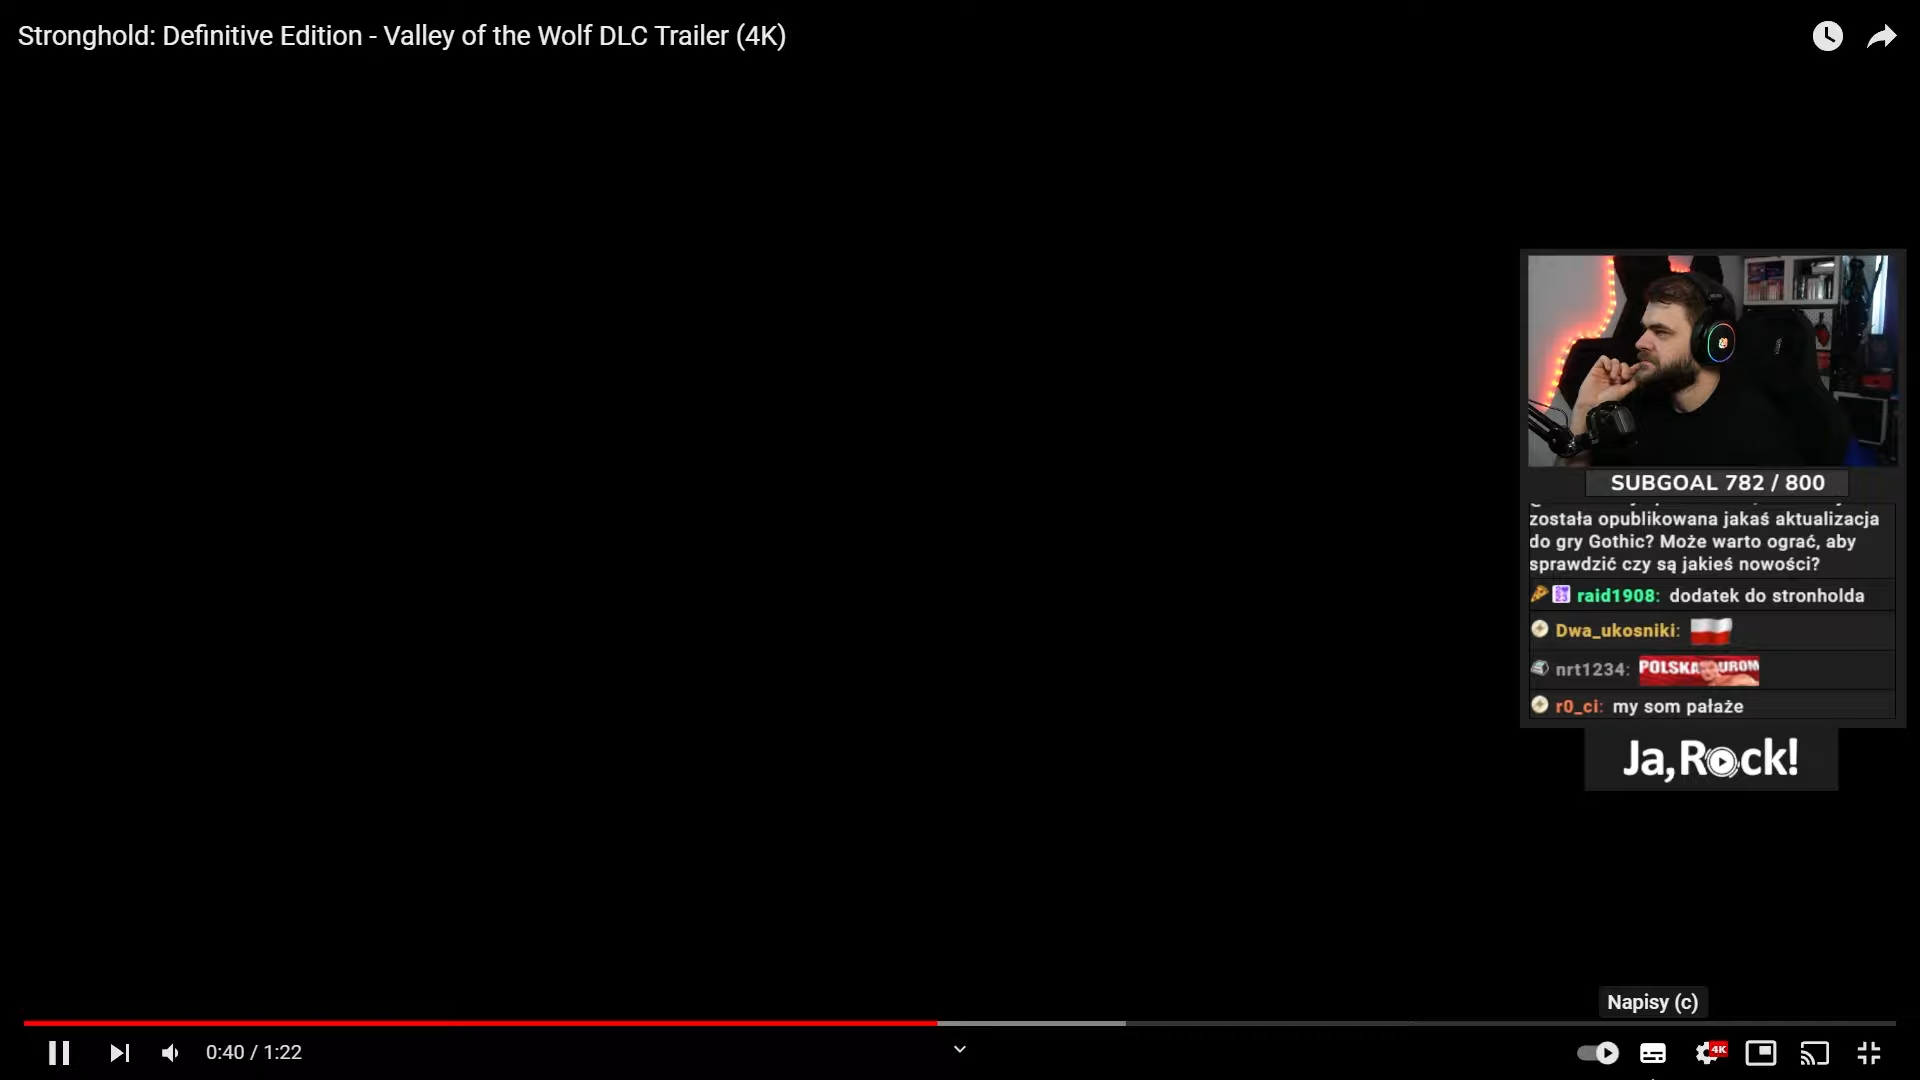 Stronghold: Definitive Edition - Valley of the Wolf DLC Trailer (4K)
SUBGOAL 782 / 800
została opublikowana jakaś aktualizacja
do gry Gothic? Może warto ograć, aby
sprawdzić czy są jakieś nowości?
raid1908: dodatek do stronholda
Dwa_ukosniki:
nrt1234: POLSKA GUROM
r0_ci: my som pałaże
Ja,Rock!
Napisy (c)
0:40 / 1:22
4K